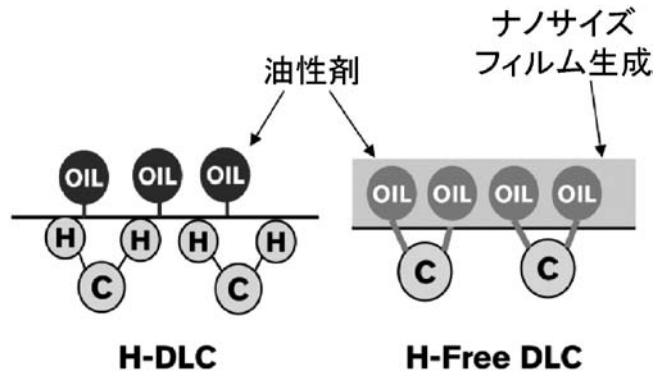 ナノサイズ
フィルム生成
油性剤
OIL OIL OIL
H H H H
C C
H-DLC
OIL OIL OIL OIL
C C
H-Free DLC